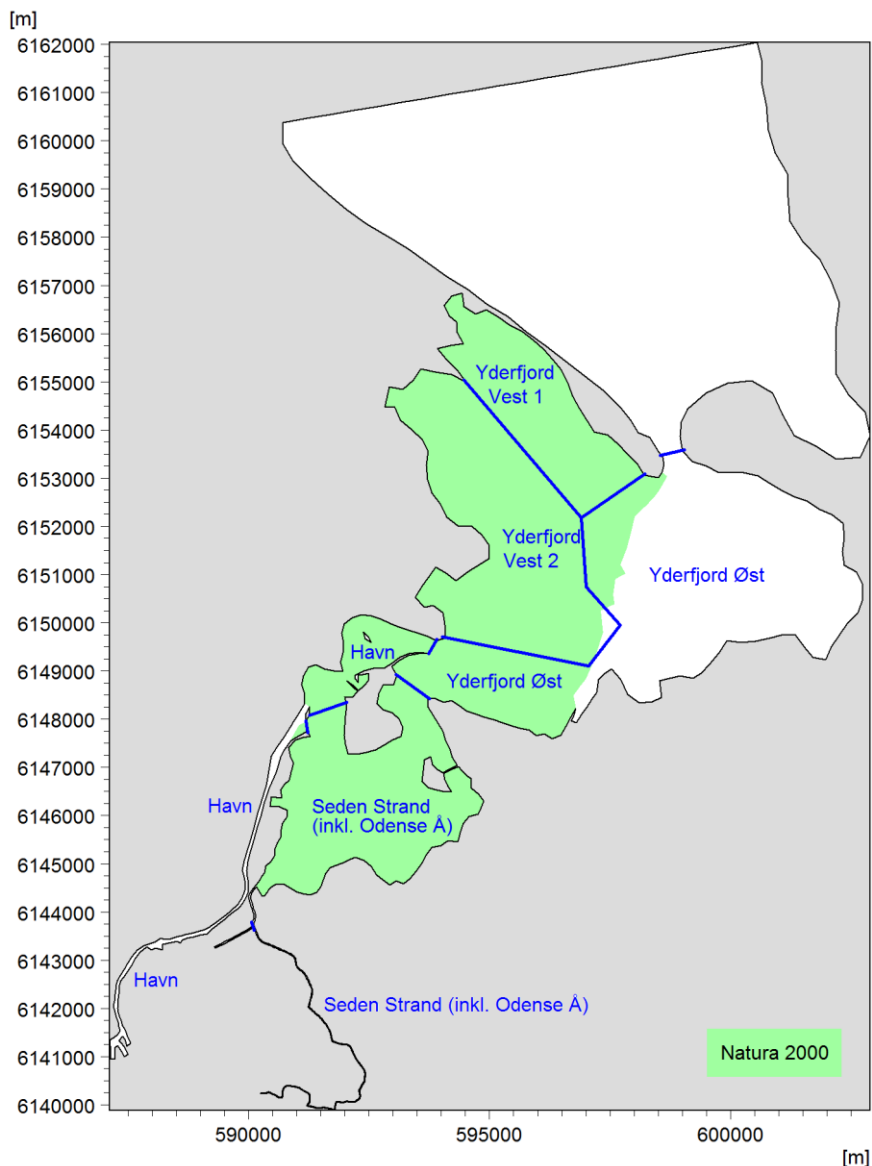 [m]
6162000
6161000
6160000
6159000
6158000
6157000
6156000
6155000
6154000
6153000
6152000
6151000
6150000
6149000
6148000
6147000
6146000
6145000
6144000
6143000
6142000
6141000
6140000
Yderfjord
Vest 1
Yderfjord
Vest 2
Yderfjord Øst
Havn
Yderfjord Øst
Havn
Seden Strand
(inkl. Odense Å)
Havn
Seden Strand (inkl. Odense Å)
Natura 2000
590000
595000
600000
[m]